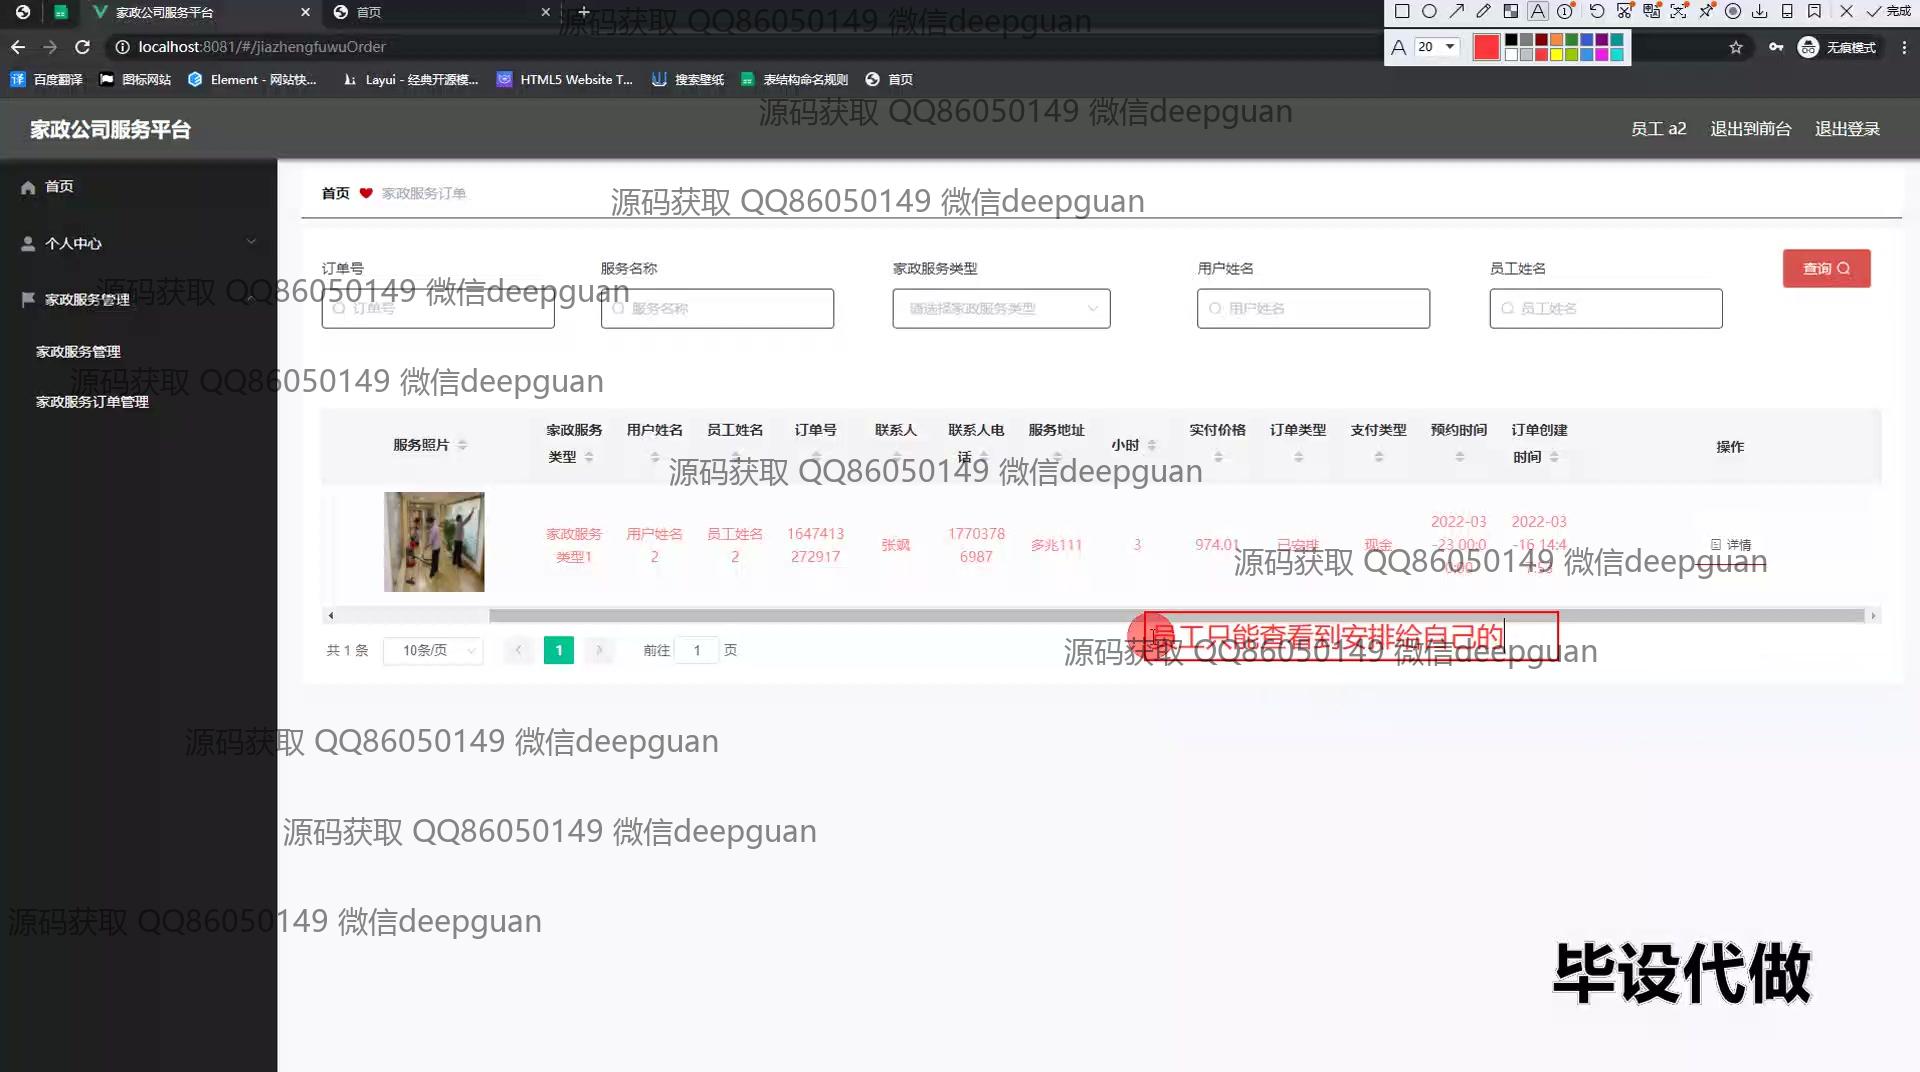 家政公司服务平台
首页
源码获取 QQ86050149 微信deepguan
完成
localhost:8081/#/jiazhengfuwuOrder
A 20
无痕模式
百度翻译
图标网站
Element - 网站快...
Layui - 经典开源模...
HTML5 Website T...
搜索壁纸
表结构命名规则
首页
源码获取 QQ86050149 微信deepguan
家政公司服务平台
员工 a2
退出到前台
退出登录
首页
首页 家政服务订单
源码获取 QQ86050149 微信deepguan
个人中心
订单号
服务名称
家政服务类型
用户姓名
员工姓名
查询
源码获取 QQ86050149 微信deepguan
家政服务管理
订单号
服务名称
请选择家政服务类型
用户姓名
员工姓名
家政服务管理
源码获取 QQ86050149 微信deepguan
家政服务订单管理
服务照片
家政服务
类型
用户姓名
员工姓名
订单号
联系人
联系人电
话
服务地址
小时
实付价格
订单类型
支付类型
预约时间
订单创建
时间
操作
源码获取 QQ86050149 微信deepguan
家政服务
类型1
用户姓名
2
员工姓名
2
1647413
272917
张飒
1770378
6987
多兆111
3
974.01
已安排
现金
2022-03
-23 00:0
0:00
2022-03
-16 14:4
详情
源码获取 QQ86050149 微信deepguan
员工只能查看到安排给自己的
共 1 条
10条/页
1
前往 1 页
源码获取 QQ86050149 微信deepguan
源码获取 QQ86050149 微信deepguan
源码获取 QQ86050149 微信deepguan
源码获取 QQ86050149 微信deepguan
毕设代做